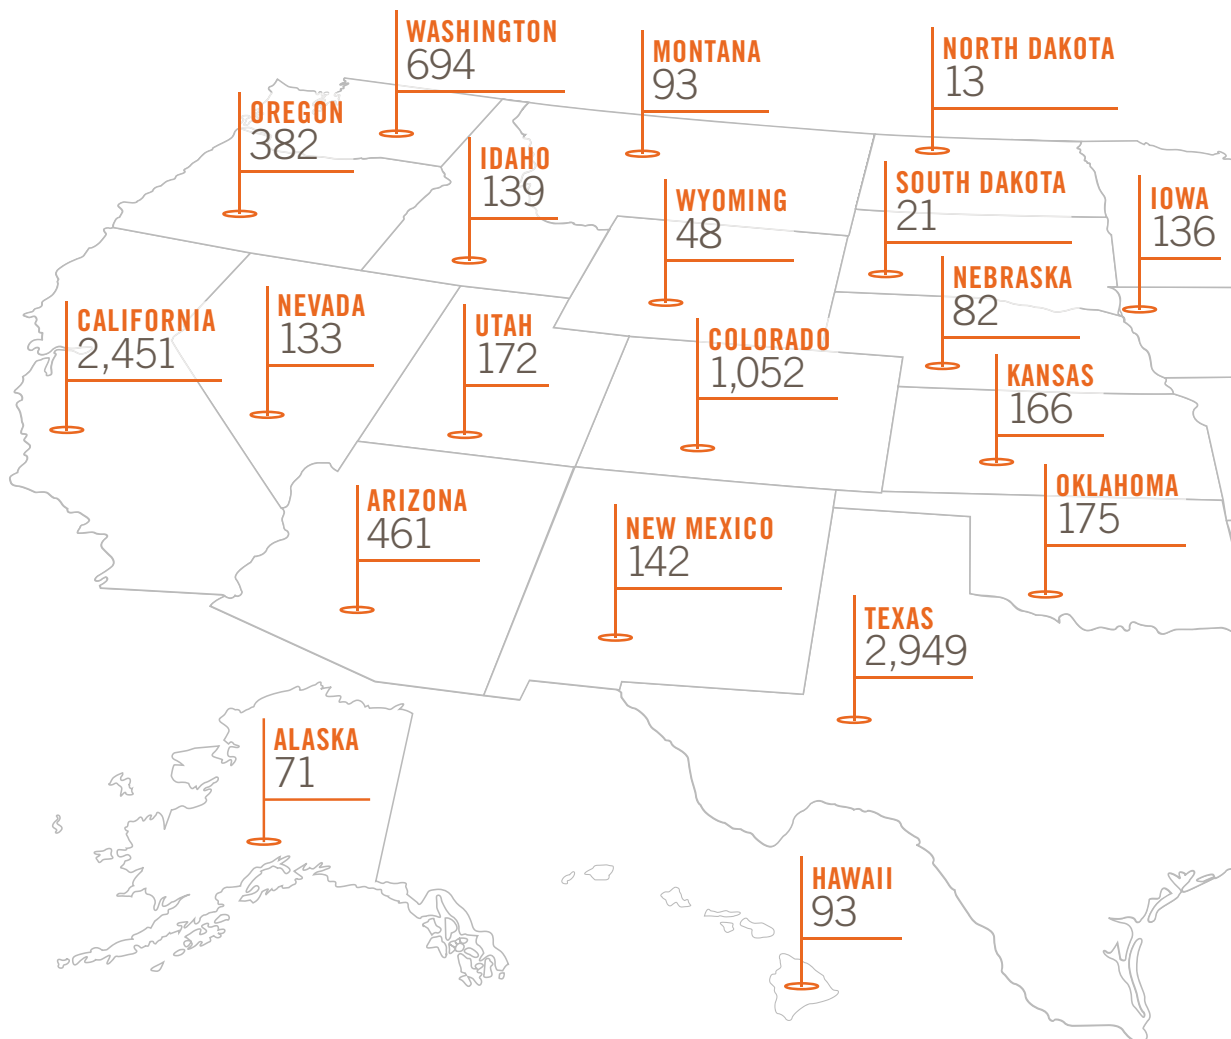 WASHINGTON
694
MONTANA
93
NORTH DAKOTA
13
OREGON
382
IDAHO
139
WYOMING
48
SOUTH DAKOTA
21
IOWA
136
CALIFORNIA
2,451
NEVADA
133
UTAH
172
COLORADO
1,052
NEBRASKA
82
KANSAS
166
ARIZONA
461
NEW MEXICO
142
OKLAHOMA
175
TEXAS
2,949
ALASKA
71
HAWAII
93